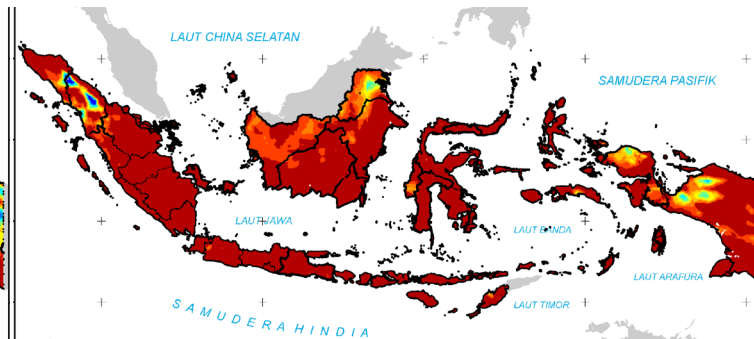 LAUT CHINA SELATAN
SAMUDERA PASIFIK
LAUT JAWA
LAUT BANDA
LAUT ARAFURA
LAUT TIMOR
SAMUDERA HINDIA